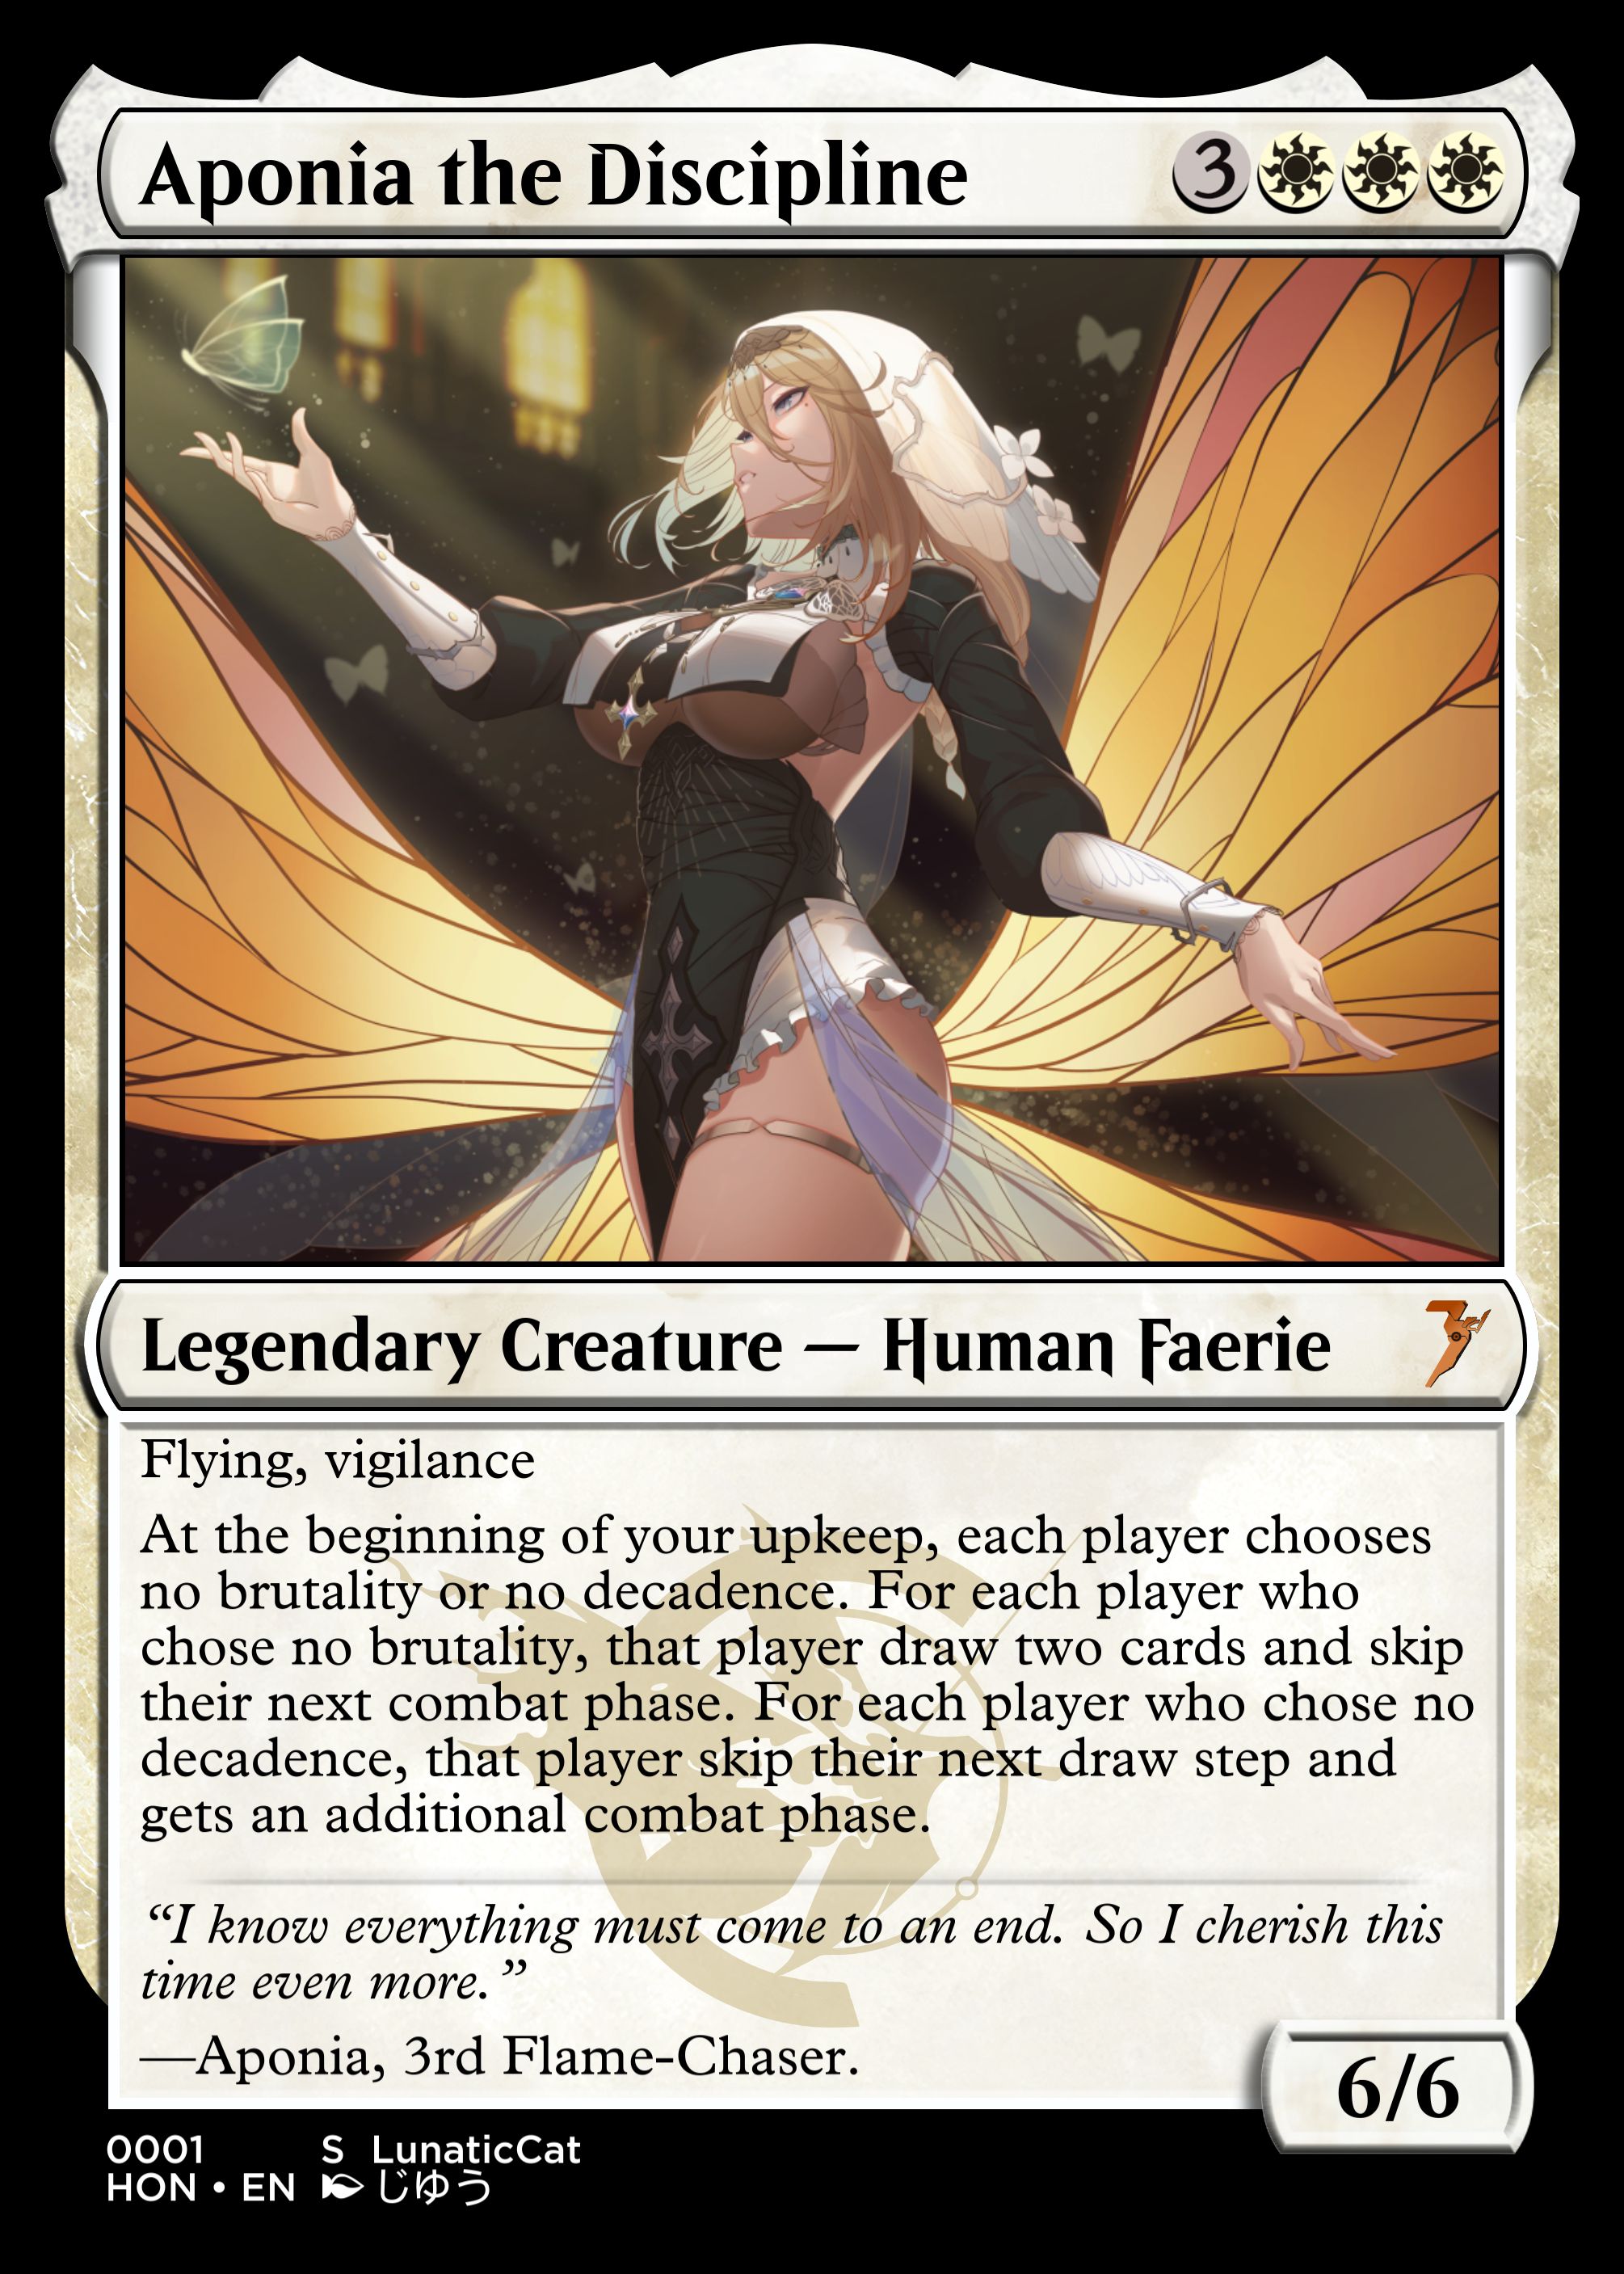 Aponia the Discipline 3
Legendary Creature — Human Faerie
Flying, vigilance
At the beginning of your upkeep, each player chooses
no brutality or no decadence. For each player who
chose no brutality, that player draw two cards and skip
their next combat phase. For each player who chose no
decadence, that player skip their next draw step and
gets an additional combat phase.
“I know everything must come to an end. So I cherish this
time even more.”
—Aponia, 3rd Flame-Chaser.
6/6
0001 S LunaticCat
HON • EN じゆう